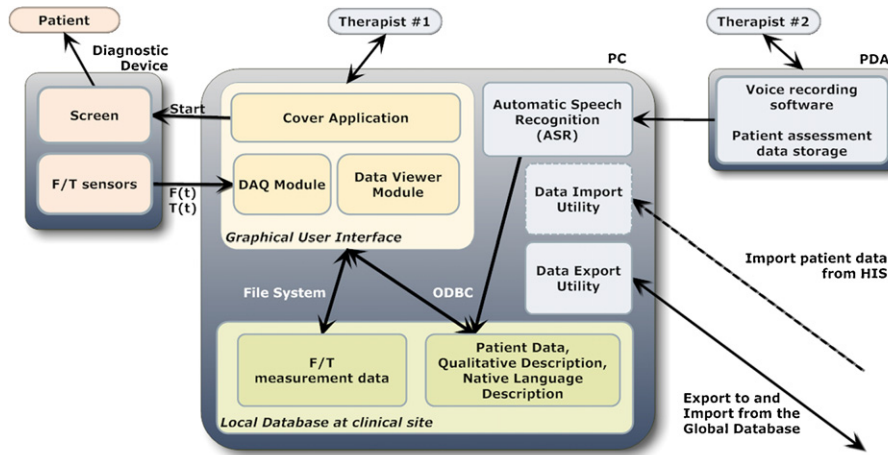 Patient
Therapist #1
Therapist #2
Diagnostic
Device
PC
PDA
Screen
Start
Cover Application
Automatic Speech
Recognition
(ASR)
Voice recording
software
Patient assessment
data storage
F/T sensors
F(t)
T(t)
DAQ Module
Data Viewer
Module
Data Import
Utility
Graphical User Interface
Import patient data
from HIS
Data Export
Utility
File System
ODBC
F/T
measurement data
Patient Data,
Qualitative Description,
Native Language
Description
Local Database at clinical site
Export to and
Import from the
Global Database